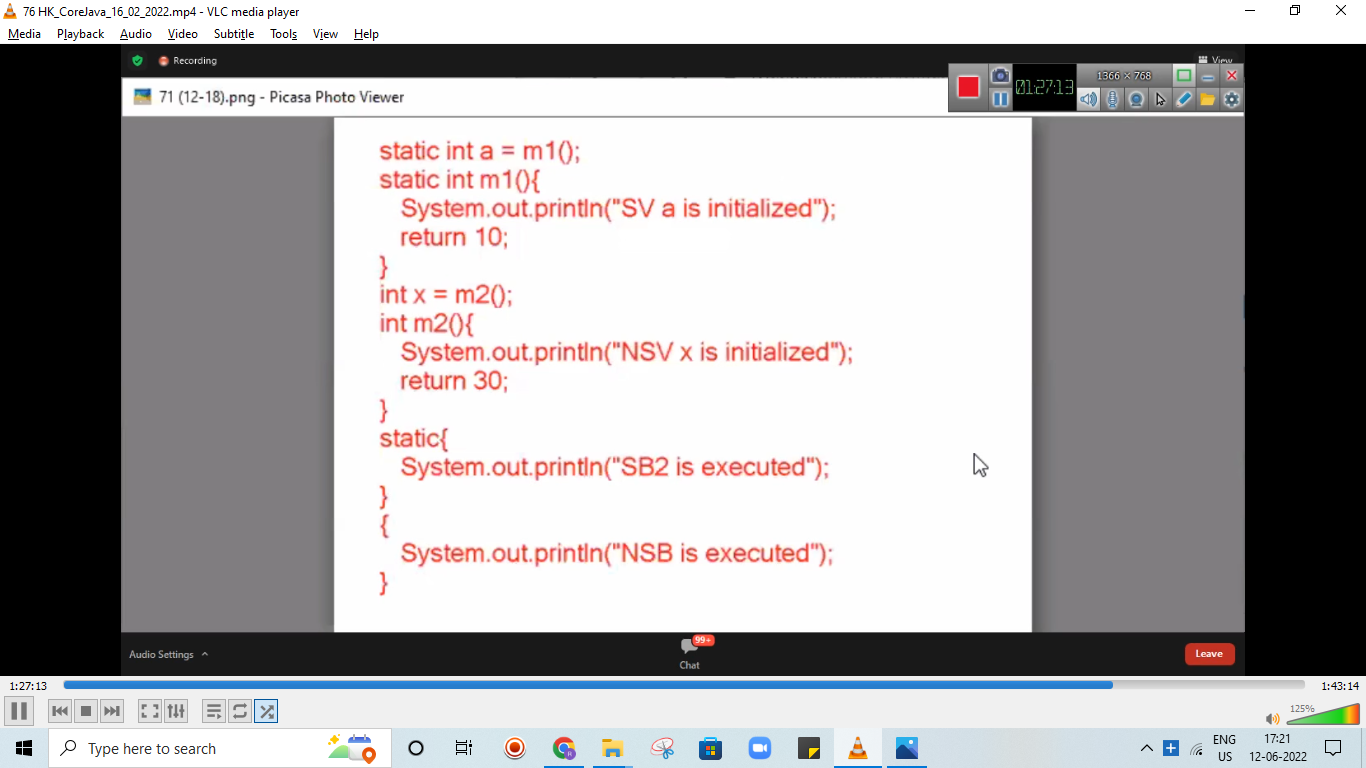 76 HK_CoreJava_16_02_2022.mp4 - VLC media player
Media Playback Audio Video Subtitle Tools View Help
Recording
View
1366 × 768
01:27:13
71 (12-18).png - Picasa Photo Viewer
static int a = m1();
static int m1(){
System.out.println("SV a is initialized");
return 10;
}
int x = m2();
int m2(){
System.out.println("NSV x is initialized");
return 30;
}
static{
System.out.println("SB2 is executed");
}
{
System.out.println("NSB is executed");
}
Audio Settings
99+
Chat
Leave
1:27:13
1:43:14
125%
Type here to search
ENG
US
17:21
12-06-2022